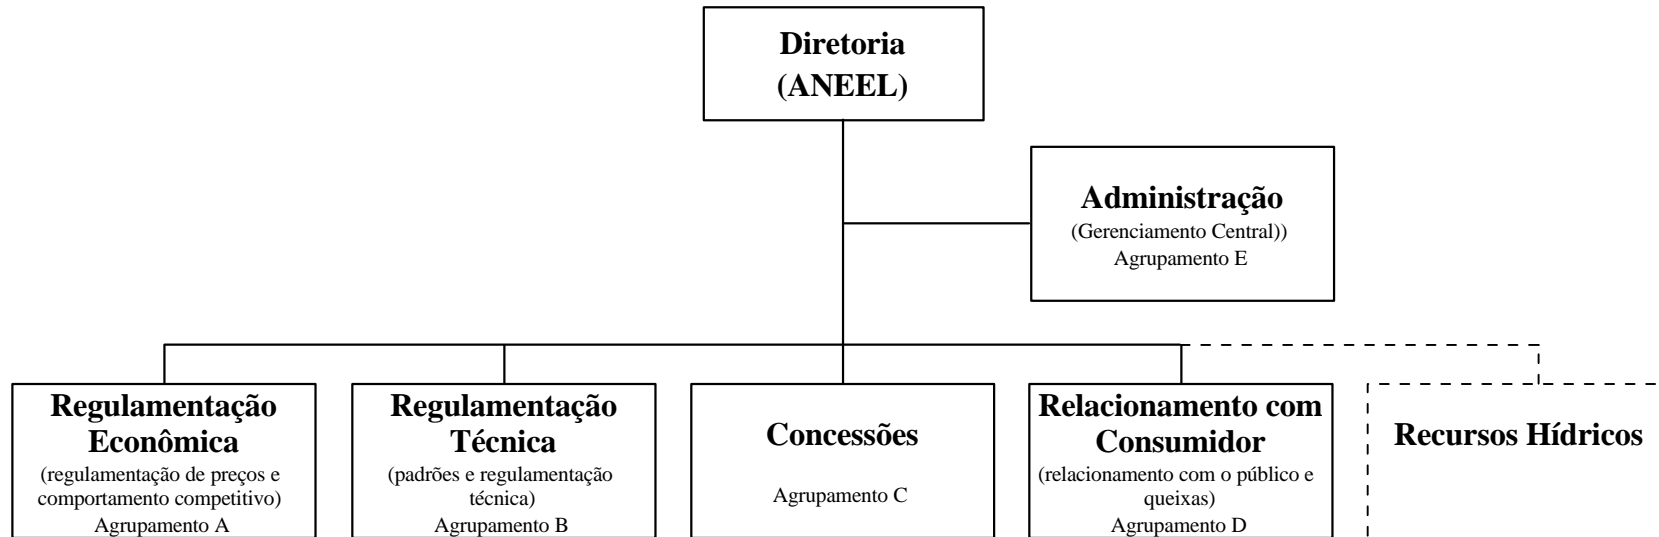 Diretoria
(ANEEL)
Administração
(Gerenciamento Central))
Agrupamento E
Regulamentação
Econômica
(regulamentação de preços e
comportamento competitivo)
Agrupamento A
Regulamentação
Técnica
(padrões e regulamentação
técnica)
Agrupamento B
Concessões
Agrupamento C
Relacionamento com
Consumidor
(relacionamento com o público e
queixas)
Agrupamento D
Recursos Hídricos